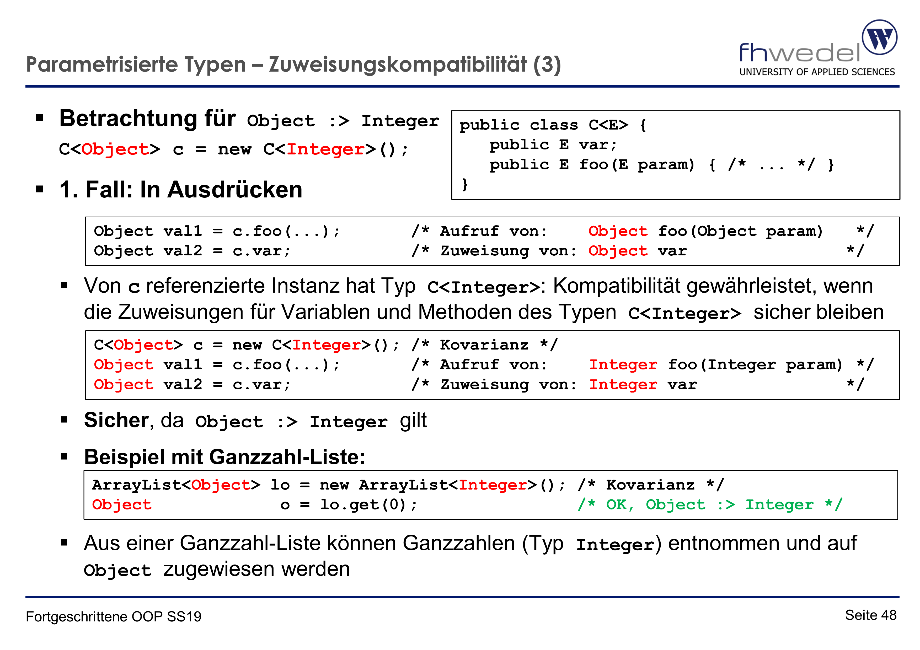 Parametrisierte Typen – Zuweisungskompatibilität (3)
fhwedel
UNIVERSITY OF APPLIED SCIENCES
W
▪ Betrachtung für Object :> Integer
C<Object> c = new C<Integer>();
public class C<E> {
public E var;
public E foo(E param) { /* ... */ }
}
▪ 1. Fall: In Ausdrücken
Object val1 = c.foo(...); /* Aufruf von: Object foo(Object param) */
Object val2 = c.var; /* Zuweisung von: Object var */
▪ Von c referenzierte Instanz hat Typ C<Integer>: Kompatibilität gewährleistet, wenn
die Zuweisungen für Variablen und Methoden des Typen C<Integer> sicher bleiben
C<Object> c = new C<Integer>(); /* Kovarianz */
Object val1 = c.foo(...); /* Aufruf von: Integer foo(Integer param) */
Object val2 = c.var; /* Zuweisung von: Integer var */
▪ Sicher, da Object :> Integer gilt
▪ Beispiel mit Ganzzahl-Liste:
ArrayList<Object> lo = new ArrayList<Integer>(); /* Kovarianz */
Object o = lo.get(0); /* OK, Object :> Integer */
▪ Aus einer Ganzzahl-Liste können Ganzzahlen (Typ Integer) entnommen und auf
Object zugewiesen werden
Fortgeschrittene OOP SS19
Seite 48